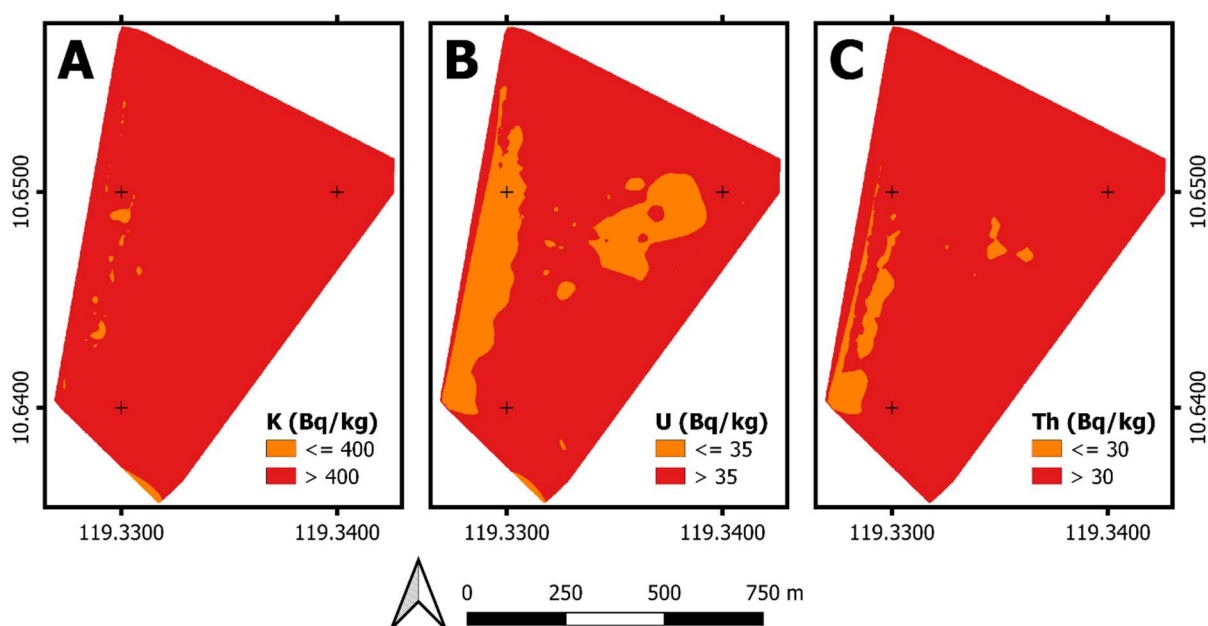 A
B
C
10.6500
10.6400
K (Bq/kg)
<= 400
> 400
U (Bq/kg)
<= 35
> 35
Th (Bq/kg)
<= 30
> 30
10.6500
10.6400
119.3300
119.3400
119.3300
119.3400
119.3300
119.3400
0 250 500 750 m